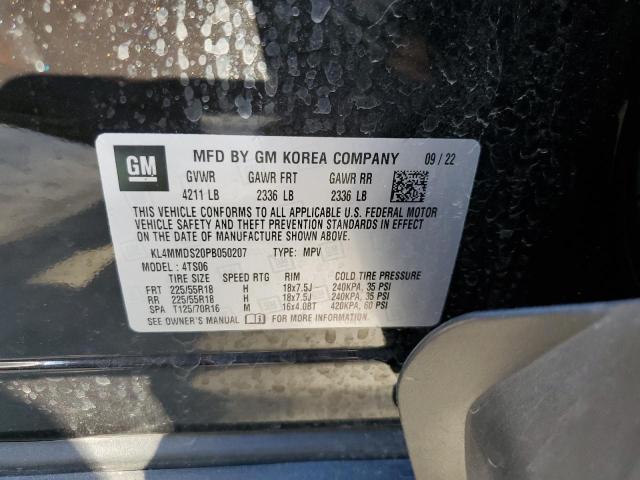 GM
MFD BY GM KOREA COMPANY 09/22
GVWR GAWR FRT GAWR RR
4211 LB 2336 LB 2336 LB
THIS VEHICLE CONFORMS TO ALL APPLICABLE U.S. FEDERAL MOTOR
VEHICLE SAFETY, AND THEFT PREVENTION STANDARDS IN EFFECT
ON THE DATE OF MANUFACTURE SHOWN ABOVE.
KL4MMDS20PB050207 TYPE: MPV
MODEL : 4TS06
TIRE SIZE SPEED RTG RIM COLD TIRE PRESSURE
FRT 225/55R18 H 18x7.5J 240KPA, 35 PSI
RR 225/55R18 H 18x7.5J 240KPA, 35 PSI
SPA T125/70R16 M 16x4.0BT 420KPA, 60 PSI
SEE OWNER'S MANUAL FOR MORE INFORMATION.